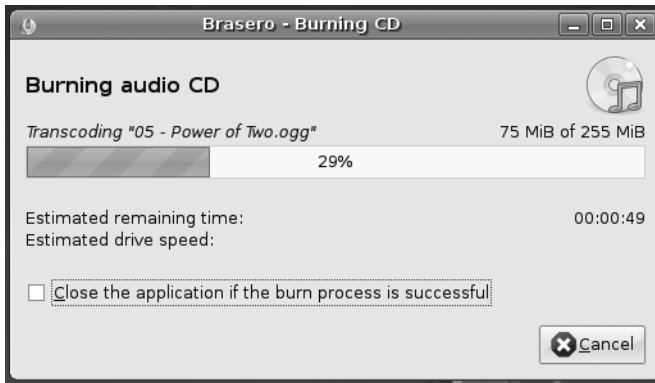 Brasero - Burning CD
Burning audio CD
Transcoding "05 - Power of Two.ogg" 75 MiB of 255 MiB
29%
Estimated remaining time: 00:00:49
Estimated drive speed:
Close the application if the burn process is successful
Cancel